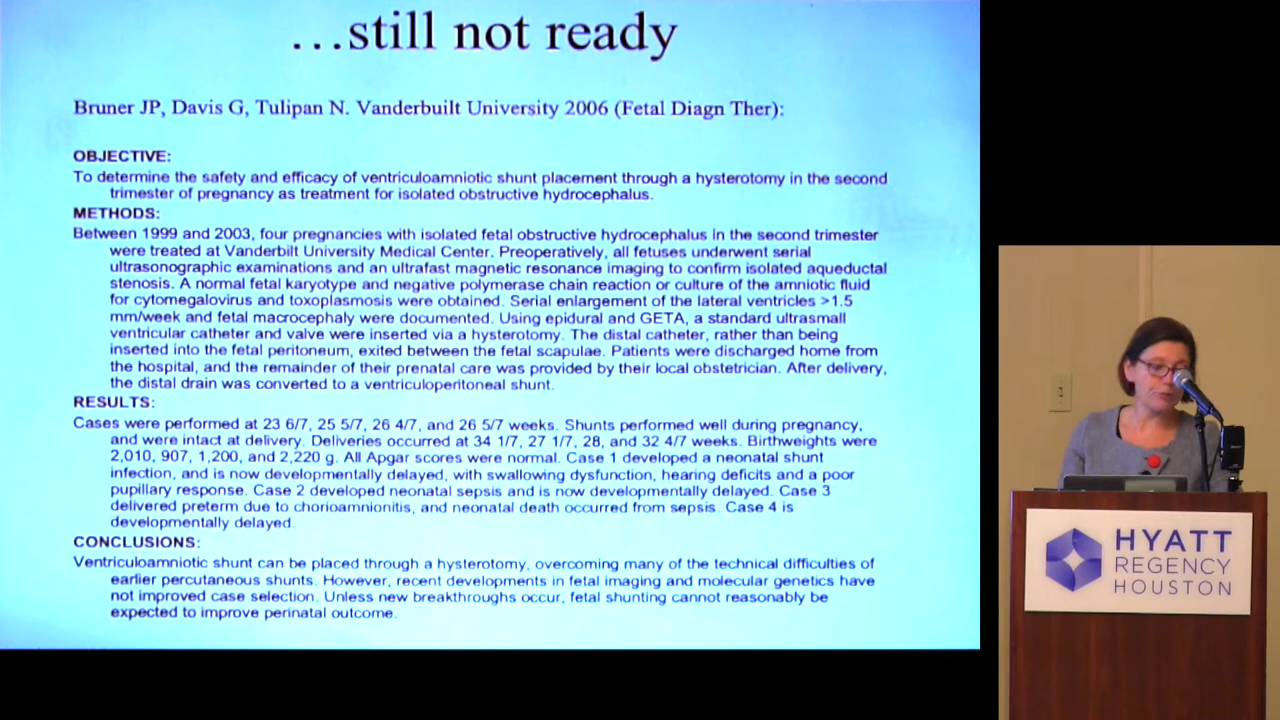 ...still not ready
Bruner JP, Davis G, Tulipan N. Vanderbuilt University 2006 (Fetal Diagn Ther):
OBJECTIVE:
To determine the safety and efficacy of ventriculoamniotic shunt placement through a hysterotomy in the second
trimester of pregnancy as treatment for isolated obstructive hydrocephalus.
METHODS:
Between 1999 and 2003, four pregnancies with isolated fetal obstructive hydrocephalus in the second trimester
were treated at Vanderbilt University Medical Center. Preoperatively, all fetuses underwent serial
ultrasonographic examinations and an ultrafast magnetic resonance imaging to confirm isolated aqueductal
stenosis. A normal fetal karyotype and negative polymerase chain reaction or culture of the amniotic fluid
for cytomegalovirus and toxoplasmosis were obtained. Serial enlargement of the lateral ventricles >1.5
mm/week and fetal macrocephaly were documented. Using epidural and GETA, a standard ultrasmall
ventricular catheter and valve were inserted via a hysterotomy. The distal catheter, rather than being
inserted into the fetal peritoneum, exited between the fetal scapulae. Patients were discharged home from
the hospital, and the remainder of their prenatal care was provided by their local obstetrician. After delivery,
the distal drain was converted to a ventriculoperitoneal shunt.
RESULTS:
Cases were performed at 23 6/7, 25 5/7, 26 4/7, and 26 5/7 weeks. Shunts performed well during pregnancy,
and were intact at delivery. Deliveries occurred at 34 1/7, 27 1/7, 28, and 32 4/7 weeks. Birthweights were
2,010, 907, 1,200, and 2,220 g. All Apgar scores were normal. Case 1 developed a neonatal shunt
infection, and is now developmentally delayed, with swallowing dysfunction, hearing deficits and a poor
pupillary response. Case 2 developed neonatal sepsis and is now developmentally delayed. Case 3
delivered preterm due to chorioamnionitis, and neonatal death occurred from sepsis. Case 4 is
developmentally delayed.
CONCLUSIONS:
Ventriculoamniotic shunt can be placed through a hysterotomy, overcoming many of the technical difficulties of
earlier percutaneous shunts. However, recent developments in fetal imaging and molecular genetics have
not improved case selection. Unless new breakthroughs occur, fetal shunting cannot reasonably be
expected to improve perinatal outcome.
HYATT
REGENCY
HOUSTON